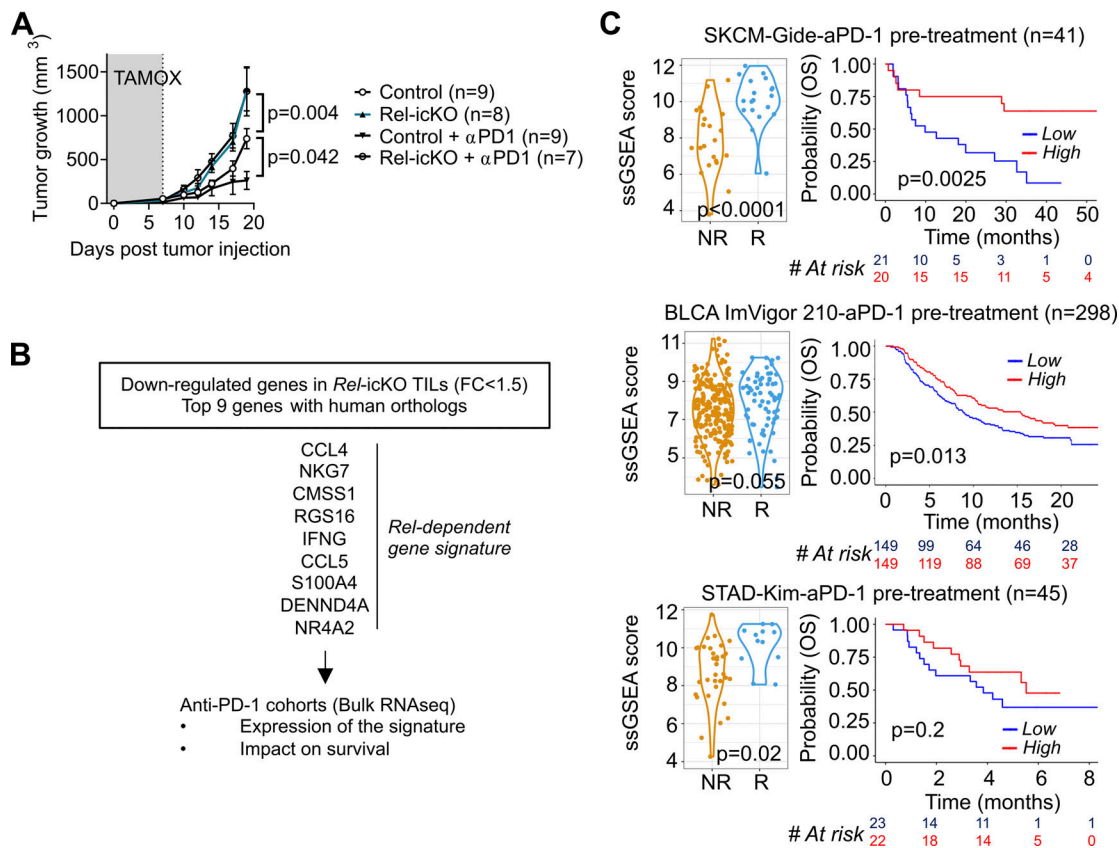 A
Tumor growth (mm3)
1500
1000
500
0
TAMOX
0 5 10 15 20
Days post tumor injection
p=0.004
p=0.042
Control (n=9)
Rel-icKO (n=8)
Control + αPD1 (n=9)
Rel-icKO + αPD1 (n=7)
B
Down-regulated genes in Rel-icKO TILs (FC<1.5)
Top 9 genes with human orthologs
CCL4
NKG7
CMSS1
RGS16
IFNG
CCL5
S100A4
DENND4A
NR4A2
Rel-dependent
gene signature
Anti-PD-1 cohorts (Bulk RNAseq)
• Expression of the signature
• Impact on survival
C
SKCM-Gide-aPD-1 pre-treatment (n=41)
ssGSEA score
12
10
8
6
4
p<0.0001
NR R
Probability (OS)
1.00
0.75
0.50
0.25
0.00
Low
High
p=0.0025
0 10 20 30 40 50
Time (months)
# At risk
21 10 5 3 1 0
20 15 15 11 5 4
BLCA ImVigor 210-aPD-1 pre-treatment (n=298)
ssGSEA score
11
9
7
5
p=0.055
NR R
Probability (OS)
1.00
0.75
0.50
0.25
0.00
Low
High
p=0.013
0 5 10 15 20
Time (months)
# At risk
149 99 64 46 28
149 119 88 69 37
STAD-Kim-aPD-1 pre-treatment (n=45)
ssGSEA score
12
10
8
6
4
p=0.02
NR R
Probability (OS)
1.00
0.75
0.50
0.25
0.00
Low
High
p=0.2
0 2 4 6 8
Time (months)
# At risk
23 14 11 1 1
22 18 14 5 0